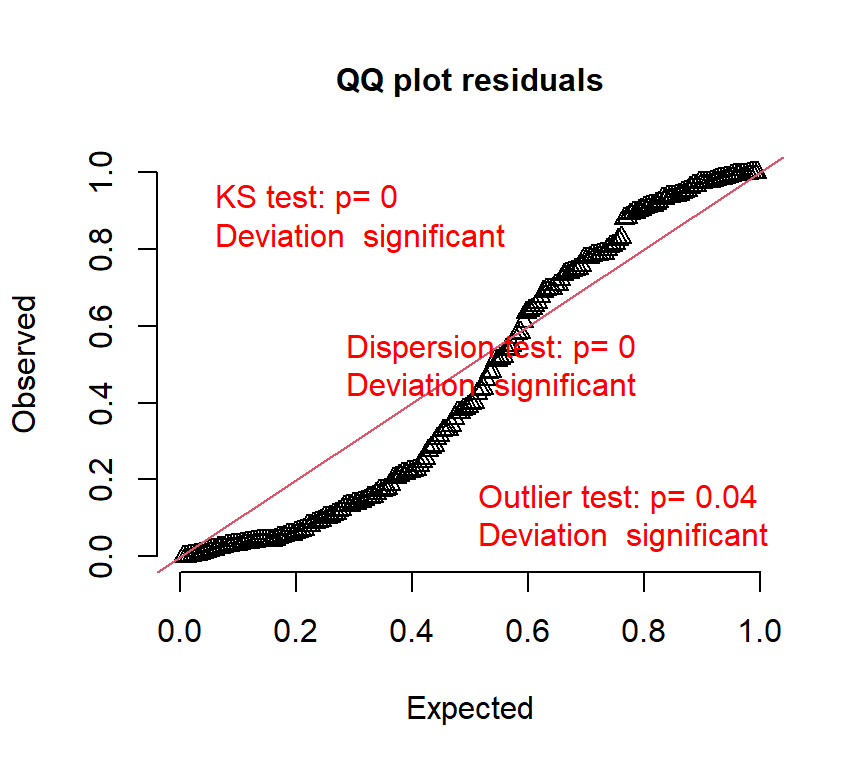 QQ plot residuals
KS test: p= 0
Deviation  significant
Dispersion test: p= 0
Deviation  significant
Outlier test: p= 0.04
Deviation  significant
Observed
1.0
0.8
0.6
0.4
0.2
0.0
0.0 0.2 0.4 0.6 0.8 1.0
Expected